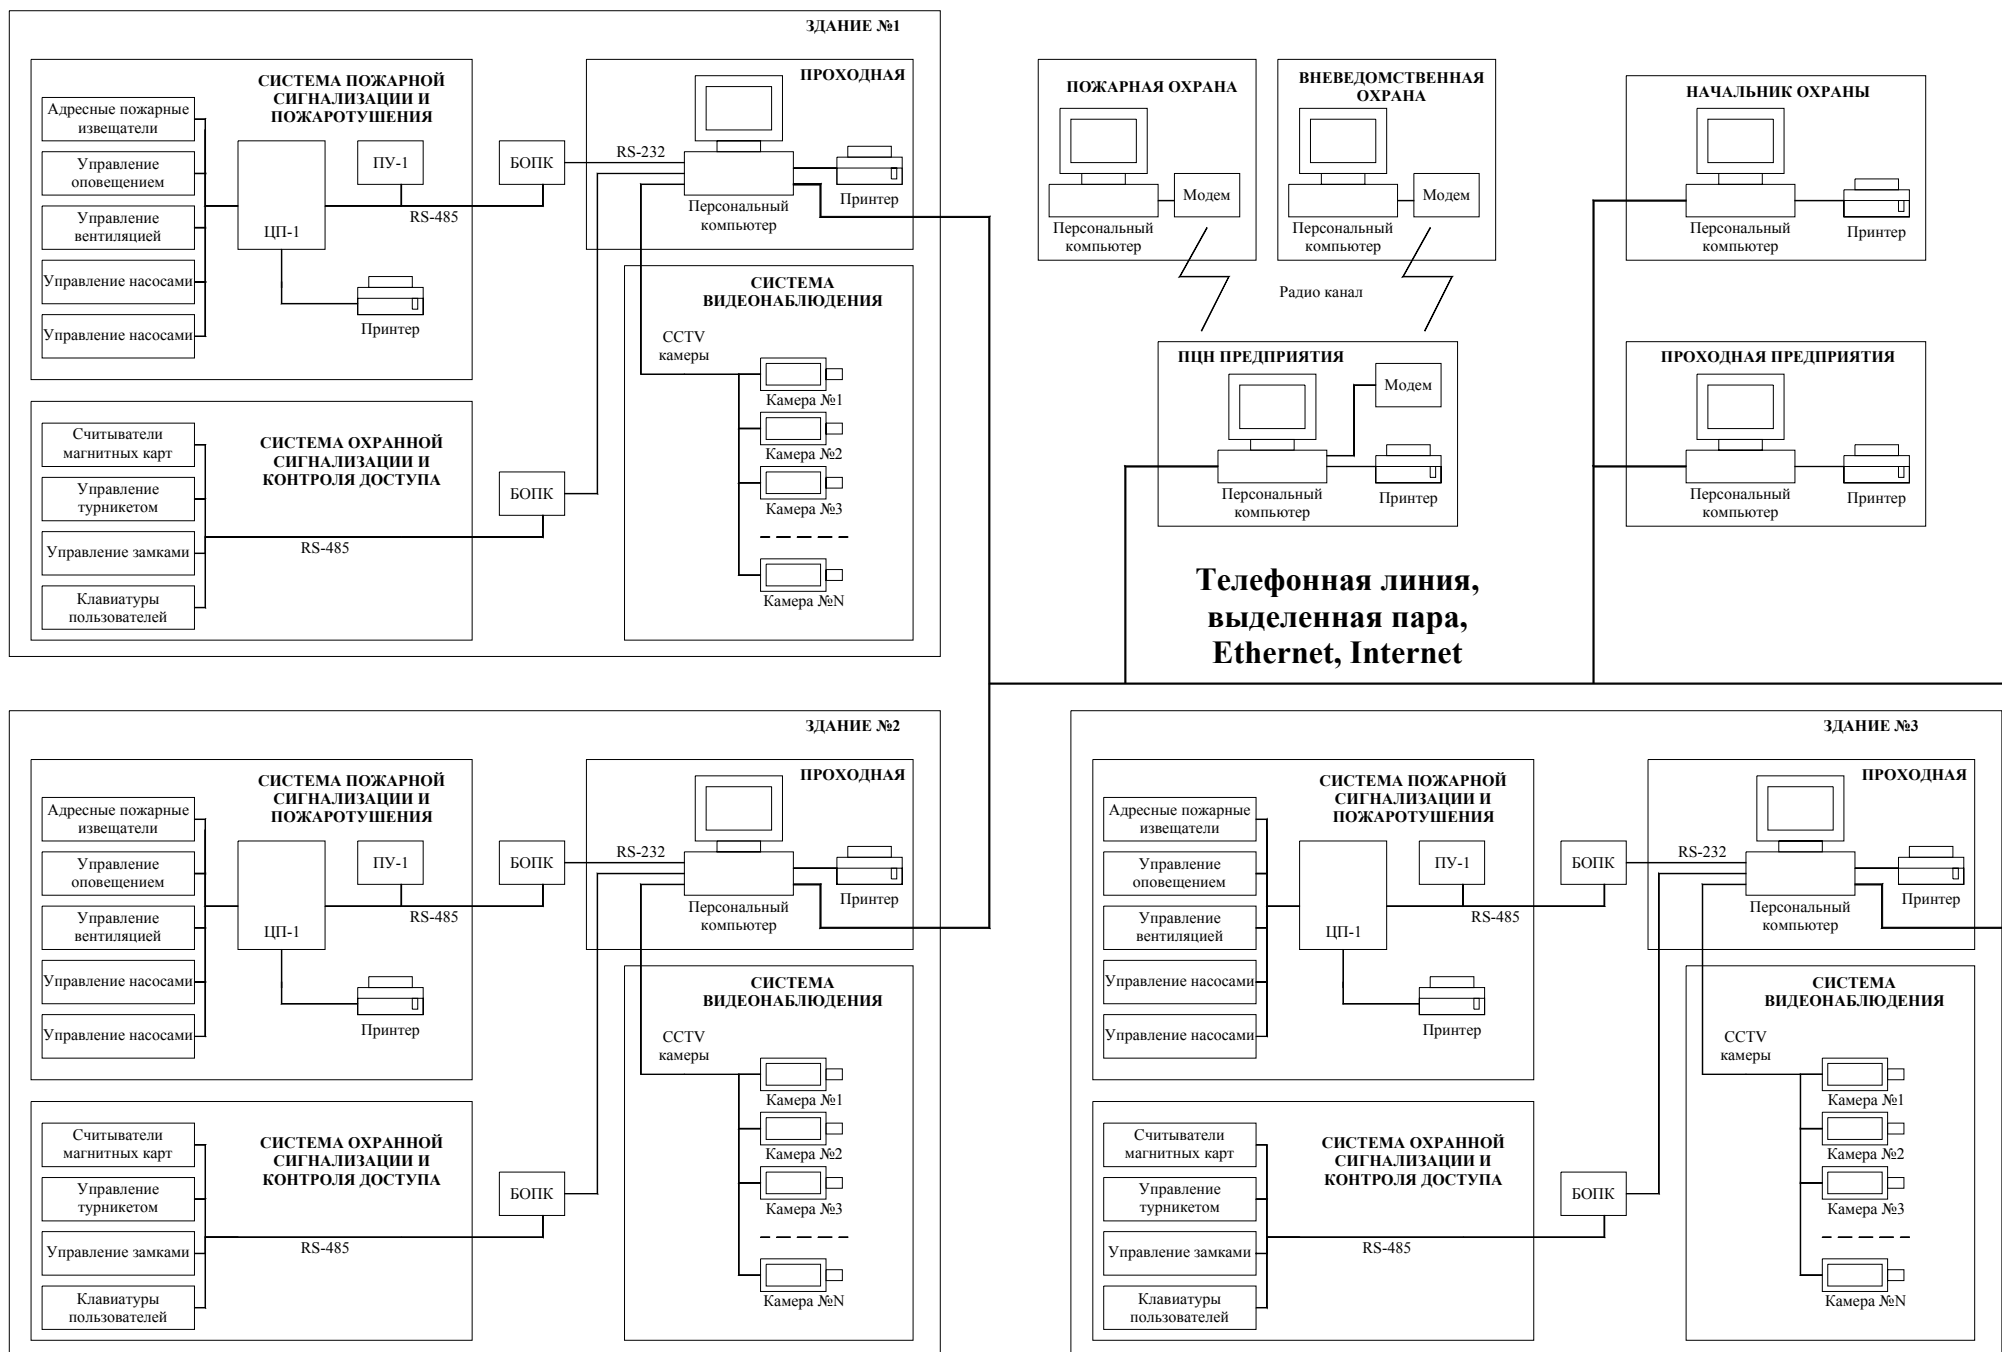 ЗДАНИЕ №1
СИСТЕМА ПОЖАРНОЙ
СИГНАЛИЗАЦИИ И
ПОЖАРОТУШЕНИЯ
Адресные пожарные
извещатели
Управление
оповещением
Управление
вентиляцией
Управление насосами
Управление насосами
ЦП-1
ПУ-1
RS-485
Принтер
БОПК
RS-232
ПРОХОДНАЯ
Персональный
компьютер
Принтер
СИСТЕМА
ВИДЕОНАБЛЮДЕНИЯ
CCTV
камеры
Камера №1
Камера №2
Камера №3
Камера №N
СИСТЕМА ОХРАННОЙ
СИГНАЛИЗАЦИИ И
КОНТРОЛЯ ДОСТУПА
Считыватели
магнитных карт
Управление
турникетом
Управление замками
Клавиатуры
пользователей
RS-485
БОПК
ПОЖАРНАЯ ОХРАНА
Модем
Персональный
компьютер
ВНЕВЕДОМСТВЕННАЯ
ОХРАНА
Модем
Персональный
компьютер
Радио канал
НАЧАЛЬНИК ОХРАНЫ
Персональный
компьютер
Принтер
ПЦН ПРЕДПРИЯТИЯ
Модем
Персональный
компьютер
Принтер
ПРОХОДНАЯ ПРЕДПРИЯТИЯ
Персональный
компьютер
Принтер
Телефонная линия,
выделенная пара,
Ethernet, Internet
ЗДАНИЕ №2
СИСТЕМА ПОЖАРНОЙ
СИГНАЛИЗАЦИИ И
ПОЖАРОТУШЕНИЯ
Адресные пожарные
извещатели
Управление
оповещением
Управление
вентиляцией
Управление насосами
Управление насосами
ЦП-1
ПУ-1
RS-485
Принтер
БОПК
RS-232
ПРОХОДНАЯ
Персональный
компьютер
Принтер
СИСТЕМА
ВИДЕОНАБЛЮДЕНИЯ
CCTV
камеры
Камера №1
Камера №2
Камера №3
Камера №N
СИСТЕМА ОХРАННОЙ
СИГНАЛИЗАЦИИ И
КОНТРОЛЯ ДОСТУПА
Считыватели
магнитных карт
Управление
турникетом
Управление замками
Клавиатуры
пользователей
RS-485
БОПК
ЗДАНИЕ №3
СИСТЕМА ПОЖАРНОЙ
СИГНАЛИЗАЦИИ И
ПОЖАРОТУШЕНИЯ
Адресные пожарные
извещатели
Управление
оповещением
Управление
вентиляцией
Управление насосами
Управление насосами
ЦП-1
ПУ-1
RS-485
Принтер
БОПК
RS-232
ПРОХОДНАЯ
Персональный
компьютер
Принтер
СИСТЕМА
ВИДЕОНАБЛЮДЕНИЯ
CCTV
камеры
Камера №1
Камера №2
Камера №3
Камера №N
СИСТЕМА ОХРАННОЙ
СИГНАЛИЗАЦИИ И
КОНТРОЛЯ ДОСТУПА
Считыватели
магнитных карт
Управление
турникетом
Управление замками
Клавиатуры
пользователей
RS-485
БОПК